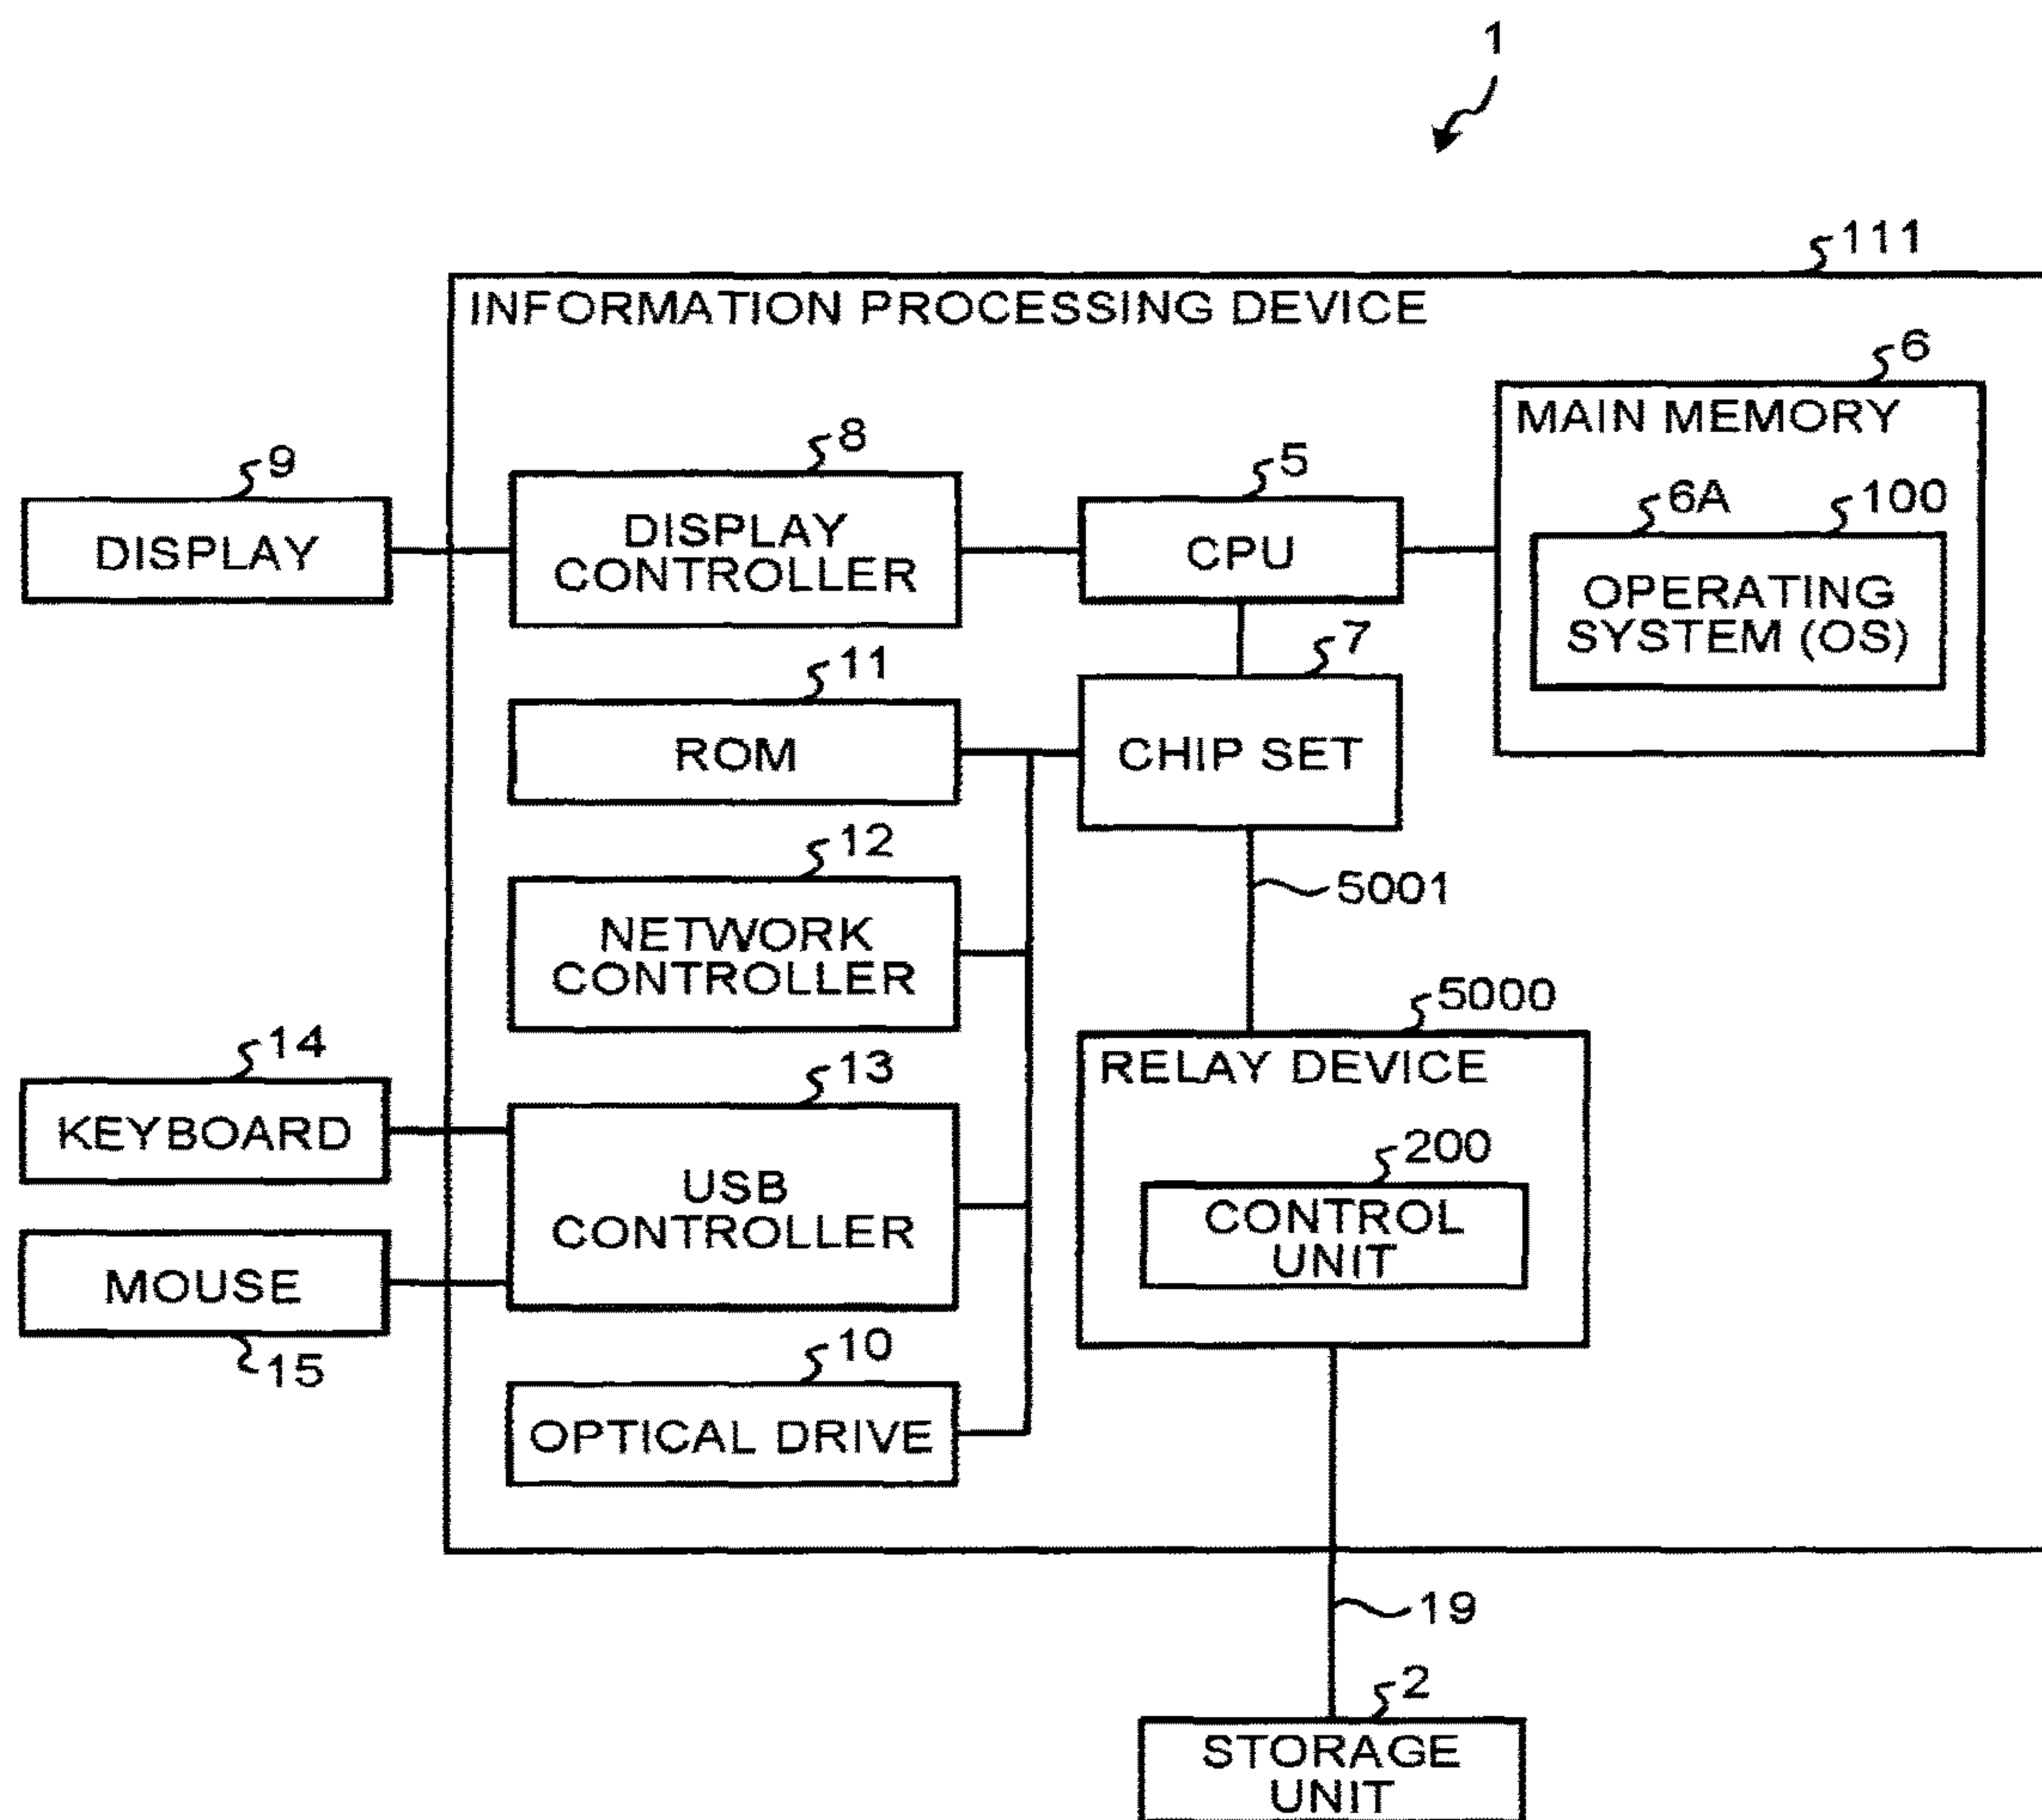 1
111
INFORMATION PROCESSING DEVICE
6
MAIN MEMORY
8
5
9
6A
100
DISPLAY
DISPLAY
CONTROLLER
CPU
OPERATING
SYSTEM (OS)
7
11
ROM
CHIP SET
12
5001
NETWORK
CONTROLLER
5000
RELAY DEVICE
14
13
KEYBOARD
200
USB
CONTROLLER
CONTROL
UNIT
MOUSE
15
10
OPTICAL DRIVE
19
2
STORAGE
UNIT